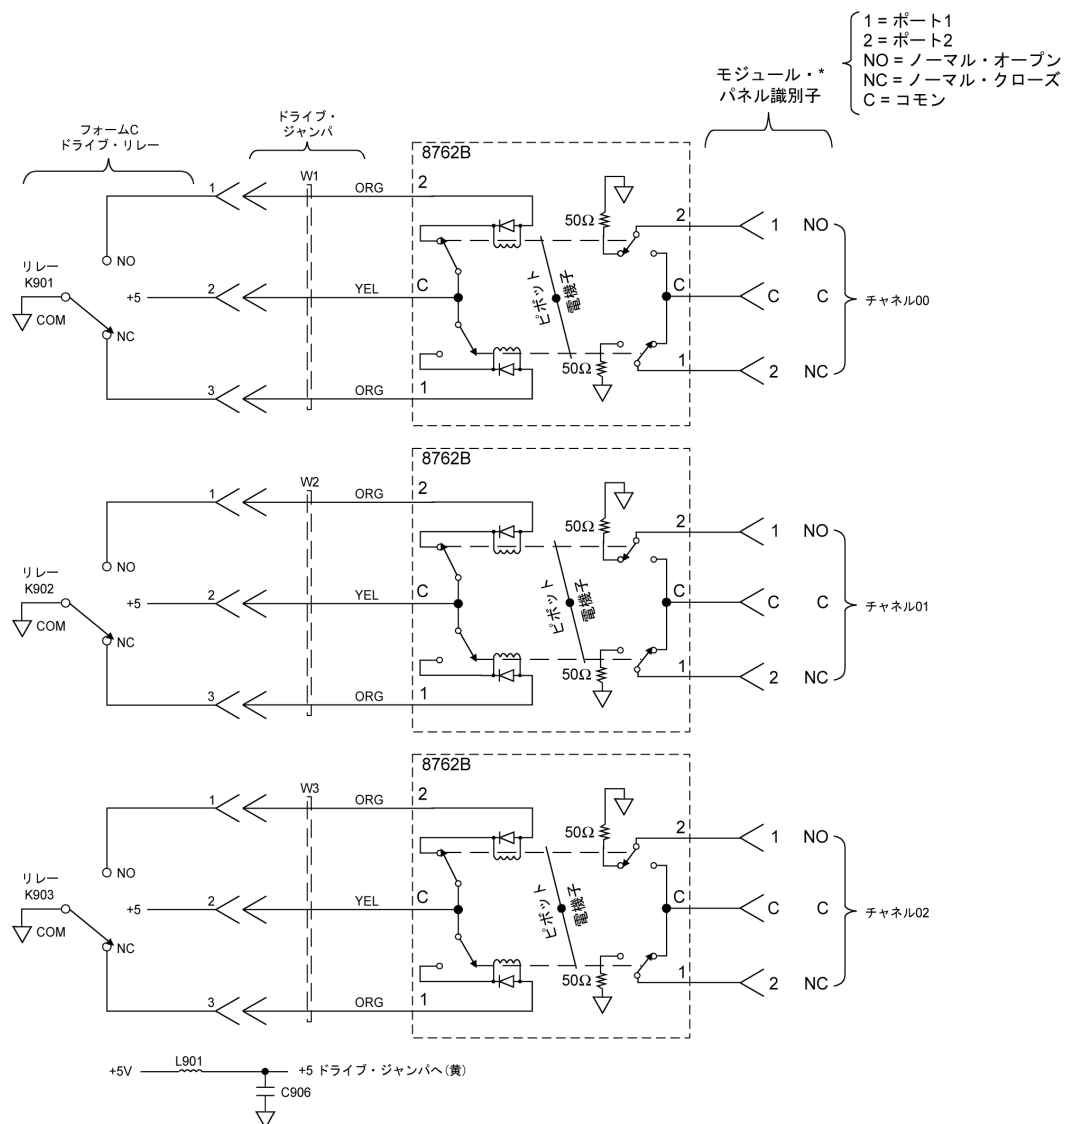 1 = ポート1
2 = ポート2
NO = ノーマル・オープン
NC = ノーマル・クローズ
C = コモン
モジュール・*
パネル識別子
フォームC
ドライブ・リレー
ドライブ・
ジャンパ
8762B
1
W1
ORG
2
50Ω
2
1
NO
NO
リレー
K901
+5
2
YEL
C
ピボット
電機子
C
C
C
チャネル00
COM
NC
50Ω
1
2
NC
3
ORG
1
8762B
1
W2
ORG
2
50Ω
2
1
NO
NO
リレー
K902
+5
2
YEL
C
ピボット
電機子
C
C
C
チャネル01
COM
NC
50Ω
1
2
NC
3
ORG
1
8762B
1
W3
ORG
2
50Ω
2
1
NO
NO
リレー
K903
+5
2
YEL
C
ピボット
電機子
C
C
C
チャネル02
COM
NC
50Ω
1
2
NC
3
ORG
1
+5V
L901
+5 ドライブ・ジャンパへ(黄)
C906